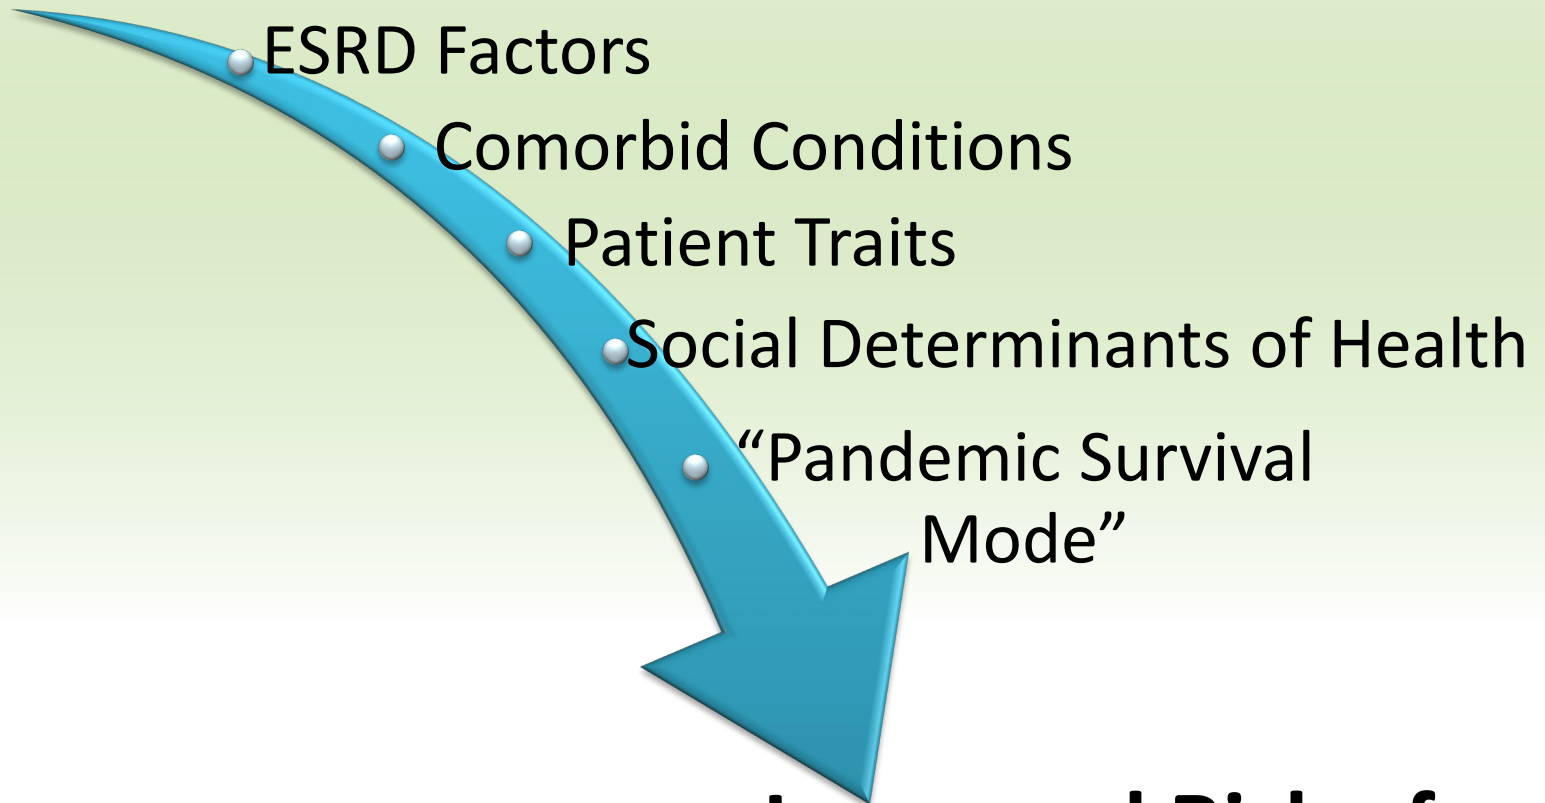 ESRD Factors
Comorbid Conditions
Patient Traits
Social Determinants of Health
“Pandemic Survival
Mode”